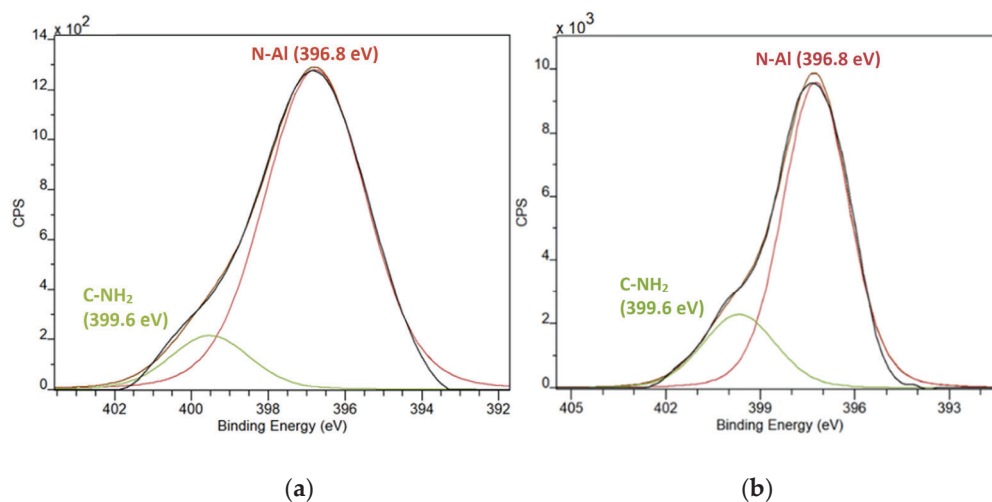 14 x 10²
N-Al (396.8 eV)
12
10
8
CPS
6
4
C-NH₂
(399.6 eV)
2
0
402 400 398 396 394 392
Binding Energy (eV)
(a)
x 10³
10
N-Al (396.8 eV)
8
6
CPS
4
C-NH₂
(399.6 eV)
2
0
405 402 399 396 393
Binding Energy (eV)
(b)